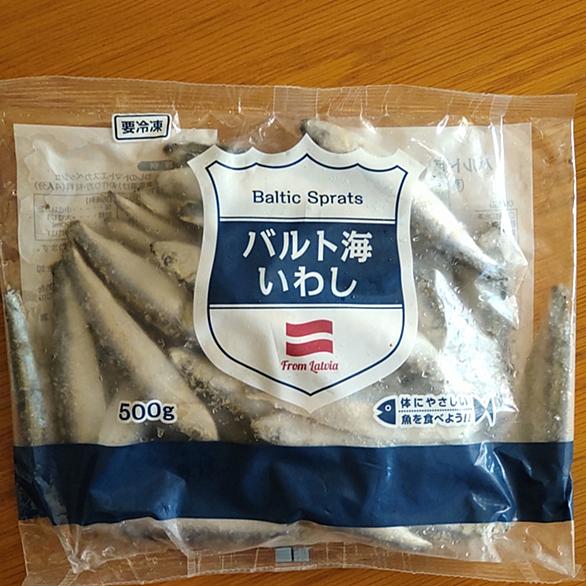 要冷凍
Baltic Sprats
バルト海
いわし
From Latvia
500g
体にやさしい
魚を食べよう!!